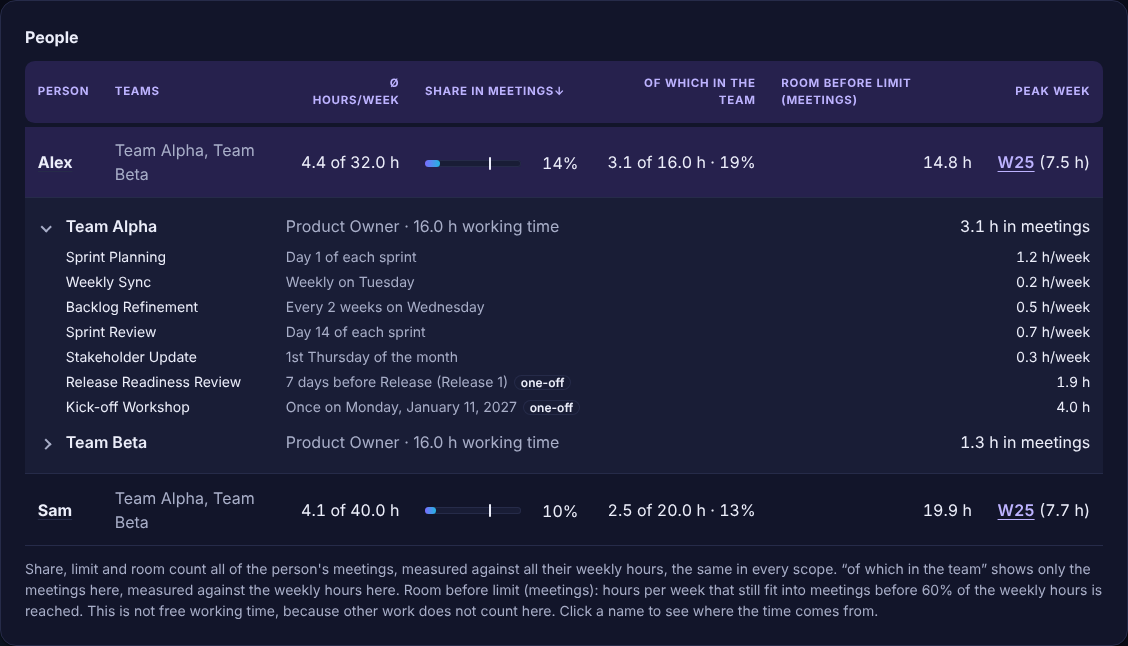 People
PERSON TEAMS Ø HOURS/WEEK SHARE IN MEETINGS↓ OF WHICH IN THE TEAM ROOM BEFORE LIMIT (MEETINGS) PEAK WEEK
Alex Team Alpha, Team Beta 4.4 of 32.0 h 14% 3.1 of 16.0 h · 19% 14.8 h W25 (7.5 h)
Team Alpha Product Owner · 16.0 h working time 3.1 h in meetings
Sprint Planning Day 1 of each sprint 1.2 h/week
Weekly Sync Weekly on Tuesday 0.2 h/week
Backlog Refinement Every 2 weeks on Wednesday 0.5 h/week
Sprint Review Day 14 of each sprint 0.7 h/week
Stakeholder Update 1st Thursday of the month 0.3 h/week
Release Readiness Review 7 days before Release (Release 1) one-off 1.9 h
Kick-off Workshop Once on Monday, January 11, 2027 one-off 4.0 h
Team Beta Product Owner · 16.0 h working time 1.3 h in meetings
Sam Team Alpha, Team Beta 4.1 of 40.0 h 10% 2.5 of 20.0 h · 13% 19.9 h W25 (7.7 h)
Share, limit and room count all of the person's meetings, measured against all their weekly hours, the same in every scope. “of which in the team” shows only the
meetings here, measured against the weekly hours here. Room before limit (meetings): hours per week that still fit into meetings before 60% of the weekly hours is
reached. This is not free working time, because other work does not count here. Click a name to see where the time comes from.